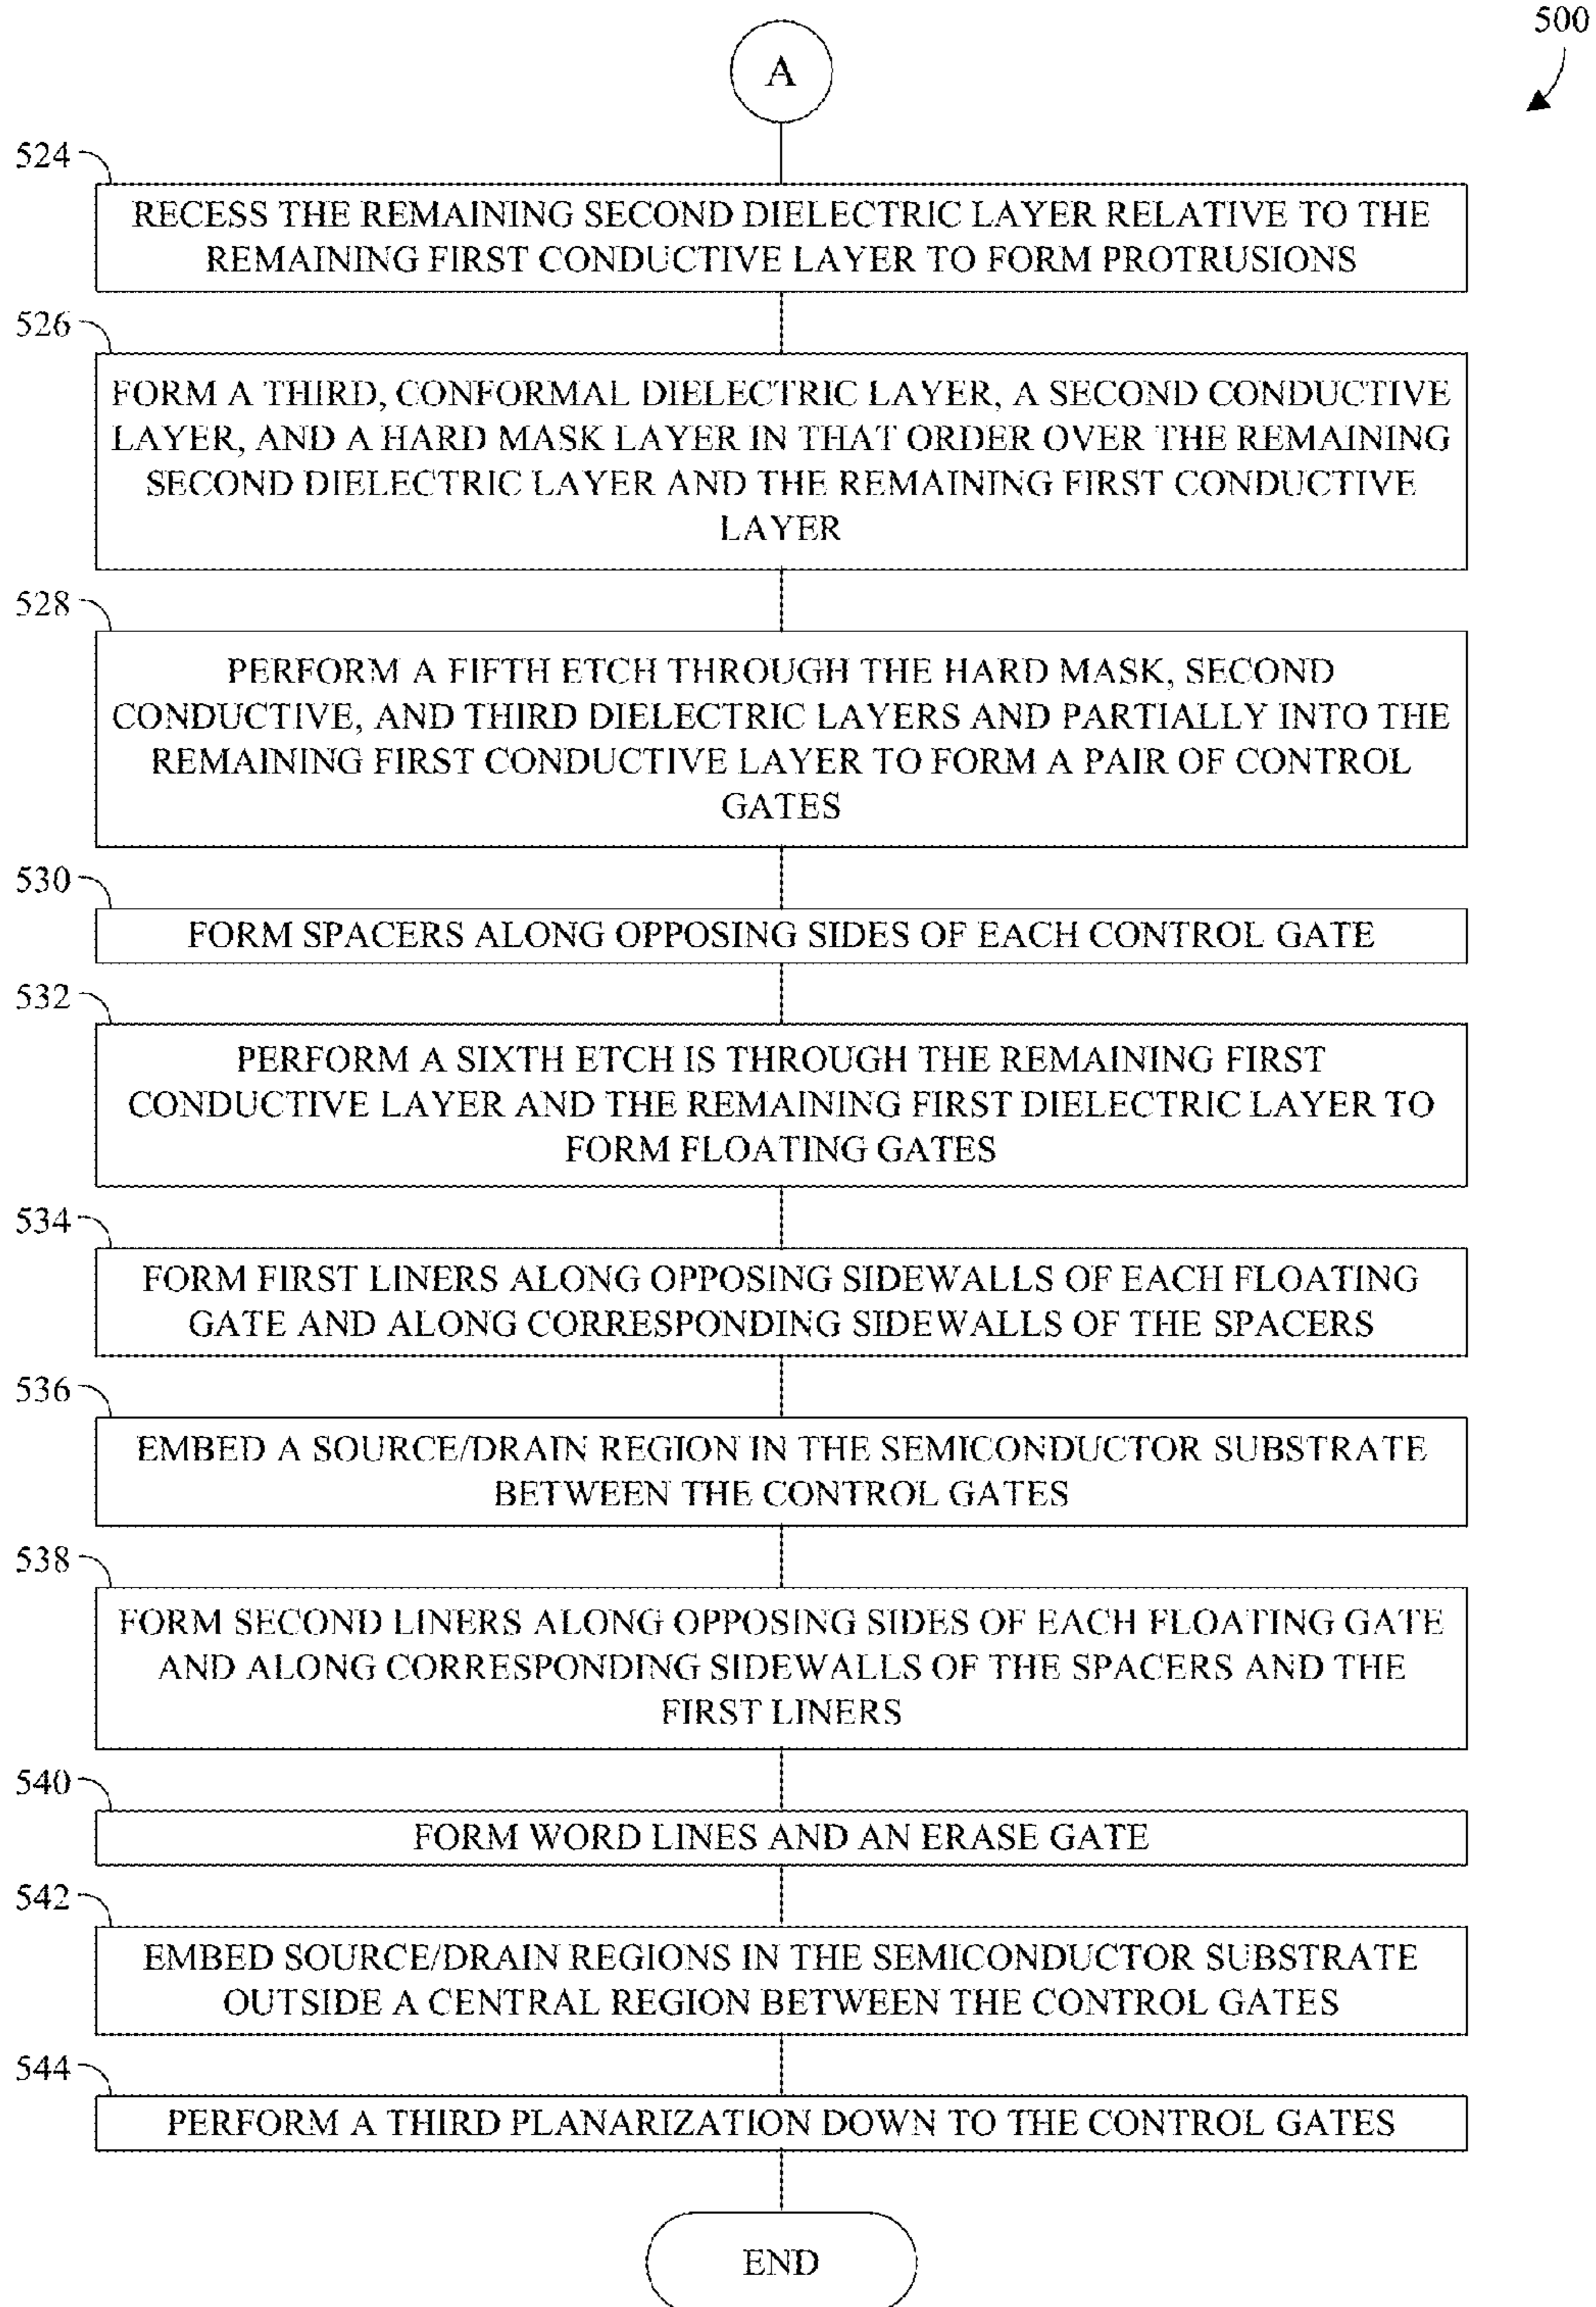 500
A
524
RECESS THE REMAINING SECOND DIELECTRIC LAYER RELATIVE TO THE
REMAINING FIRST CONDUCTIVE LAYER TO FORM PROTRUSIONS
526
FORM A THIRD, CONFORMAL DIELECTRIC LAYER, A SECOND CONDUCTIVE
LAYER, AND A HARD MASK LAYER IN THAT ORDER OVER THE REMAINING
SECOND DIELECTRIC LAYER AND THE REMAINING FIRST CONDUCTIVE
LAYER
528
PERFORM A FIFTH ETCH THROUGH THE HARD MASK, SECOND
CONDUCTIVE, AND THIRD DIELECTRIC LAYERS AND PARTIALLY INTO THE
REMAINING FIRST CONDUCTIVE LAYER TO FORM A PAIR OF CONTROL
GATES
530
FORM SPACERS ALONG OPPOSING SIDES OF EACH CONTROL GATE
532
PERFORM A SIXTH ETCH IS THROUGH THE REMAINING FIRST
CONDUCTIVE LAYER AND THE REMAINING FIRST DIELECTRIC LAYER TO
FORM FLOATING GATES
534
FORM FIRST LINERS ALONG OPPOSING SIDEWALLS OF EACH FLOATING
GATE AND ALONG CORRESPONDING SIDEWALLS OF THE SPACERS
536
EMBED A SOURCE/DRAIN REGION IN THE SEMICONDUCTOR SUBSTRATE
BETWEEN THE CONTROL GATES
538
FORM SECOND LINERS ALONG OPPOSING SIDES OF EACH FLOATING GATE
AND ALONG CORRESPONDING SIDEWALLS OF THE SPACERS AND THE
FIRST LINERS
540
FORM WORD LINES AND AN ERASE GATE
542
EMBED SOURCE/DRAIN REGIONS IN THE SEMICONDUCTOR SUBSTRATE
OUTSIDE A CENTRAL REGION BETWEEN THE CONTROL GATES
544
PERFORM A THIRD PLANARIZATION DOWN TO THE CONTROL GATES
END